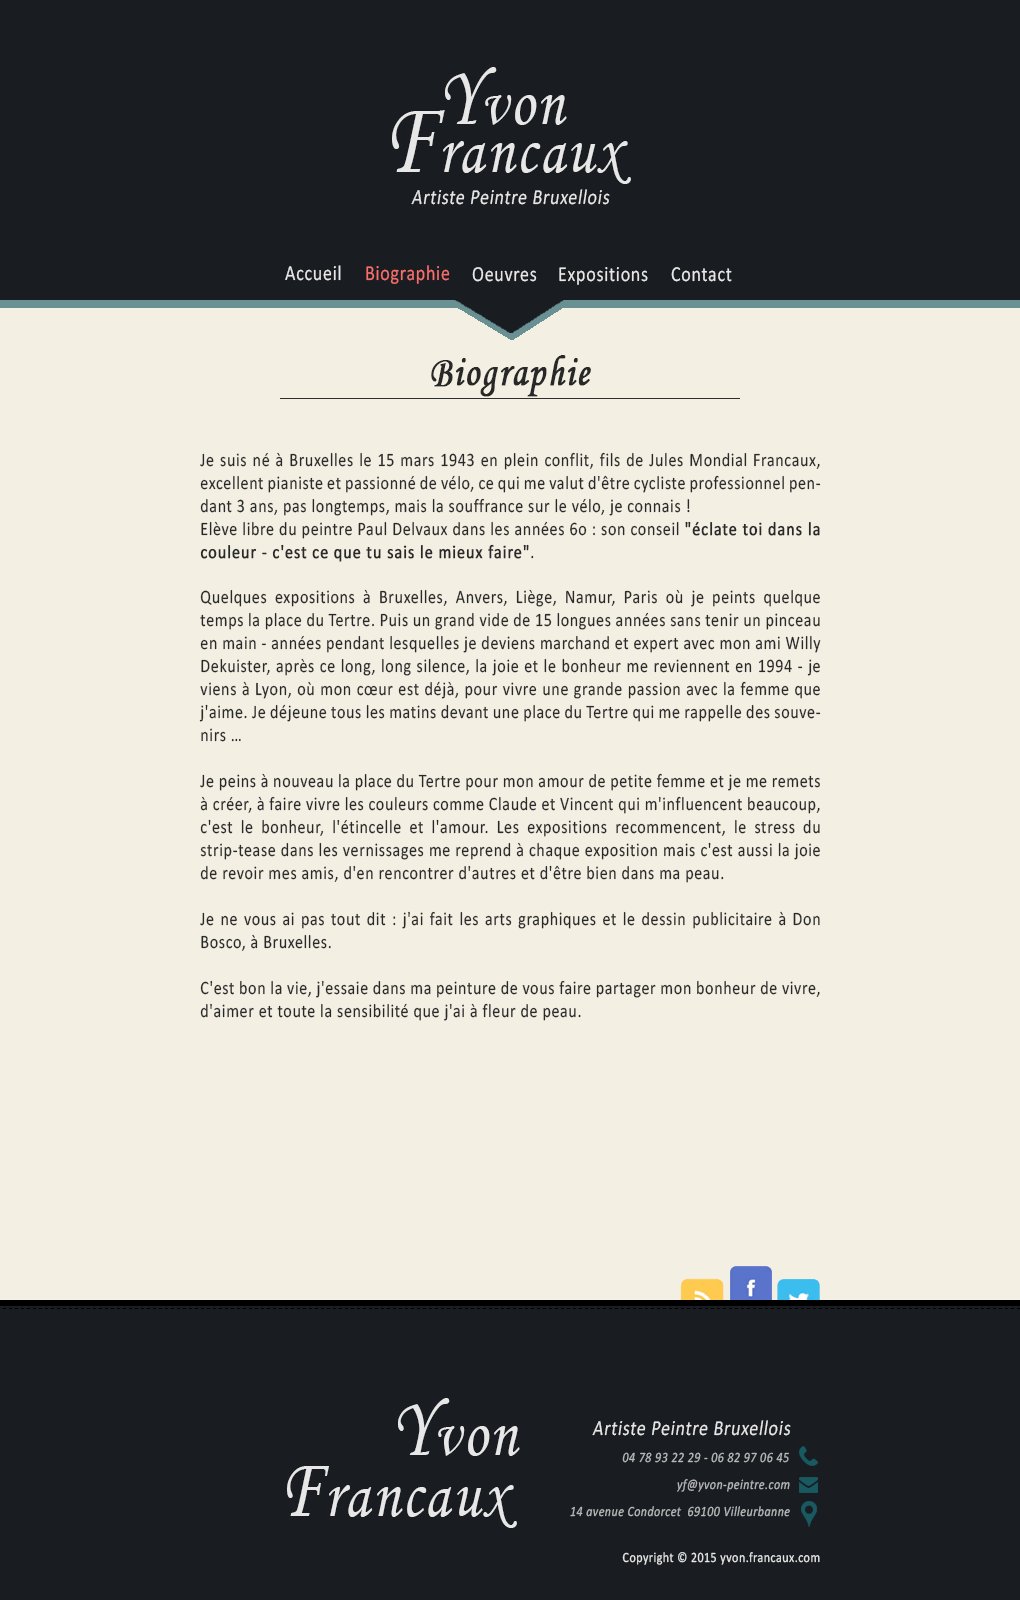 Yvon
Francaux
Artiste Peintre Bruxellois
Accueil Biographie Oeuvres Expositions Contact
Biographie
Je suis né à Bruxelles le 15 mars 1943 en plein conflit, fils de Jules Mondial Francaux,
excellent pianiste et passionné de vélo, ce qui me valut d'être cycliste professionnel pen-
dant 3 ans, pas longtemps, mais la souffrance sur le vélo, je connais !
Elève libre du peintre Paul Delvaux dans les années 6o : son conseil "éclate toi dans la
couleur - c'est ce que tu sais le mieux faire".
Quelques expositions à Bruxelles, Anvers, Liège, Namur, Paris où je peints quelque
temps la place du Tertre. Puis un grand vide de 15 longues années sans tenir un pinceau
en main - années pendant lesquelles je deviens marchand et expert avec mon ami Willy
Dekuister, après ce long, long silence, la joie et le bonheur me reviennent en 1994 - je
viens à Lyon, où mon cœur est déjà, pour vivre une grande passion avec la femme que
j'aime. Je déjeune tous les matins devant une place du Tertre qui me rappelle des souve-
nirs ...
Je peins à nouveau la place du Tertre pour mon amour de petite femme et je me remets
à créer, à faire vivre les couleurs comme Claude et Vincent qui m'influencent beaucoup,
c'est le bonheur, l'étincelle et l'amour. Les expositions recommencent, le stress du
strip-tease dans les vernissages me reprend à chaque exposition mais c'est aussi la joie
de revoir mes amis, d'en rencontrer d'autres et d'être bien dans ma peau.
Je ne vous ai pas tout dit : j'ai fait les arts graphiques et le dessin publicitaire à Don
Bosco, à Bruxelles.
C'est bon la vie, j'essaie dans ma peinture de vous faire partager mon bonheur de vivre,
d'aimer et toute la sensibilité que j'ai à fleur de peau.
f
Yvon
Francaux
Artiste Peintre Bruxellois
04 78 93 22 29 - 06 82 97 06 45
yf@yvon-peintre.com
14 avenue Condorcet 69100 Villeurbanne
Copyright © 2015 yvon.francaux.com